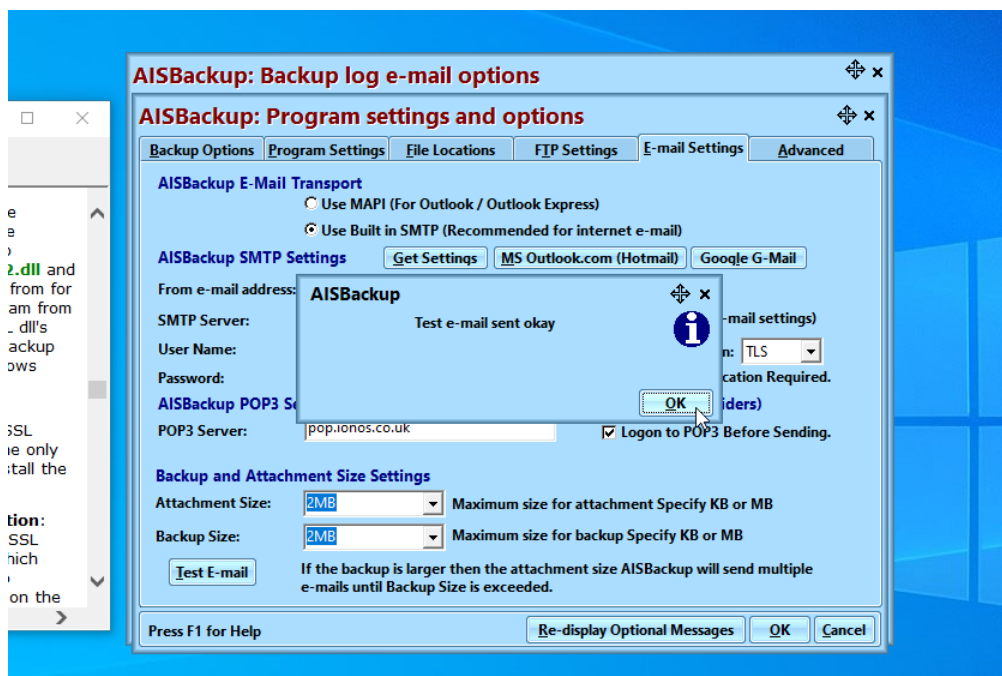 AISBackup: Backup log e-mail options
AISBackup: Program settings and options
Backup Options Program Settings File Locations FTP Settings E-mail Settings Advanced
AISBackup E-Mail Transport
Use MAPI (For Outlook / Outlook Express)
Use Built in SMTP (Recommended for internet e-mail)
AISBackup SMTP Settings Get Settings MS Outlook.com (Hotmail) Google G-Mail
From e-mail address:
SMTP Server: -mail settings)
User Name: n: TLS
Password: cation Required.
AISBackup POP3 Se iders)
POP3 Server: pop.ionos.co.uk Logon to POP3 Before Sending.
AISBackup
Test e-mail sent okay
OK
Backup and Attachment Size Settings
Attachment Size: 2MB Maximum size for attachment Specify KB or MB
Backup Size: 2MB Maximum size for backup Specify KB or MB
Test E-mail If the backup is larger then the attachment size AISBackup will send multiple
e-mails until Backup Size is exceeded.
Press F1 for Help Re-display Optional Messages OK Cancel
e
e
2.dll and
from for
am from
dll's
ackup
ows
SSL
e only
stall the
tion:
SSL
hich
on the